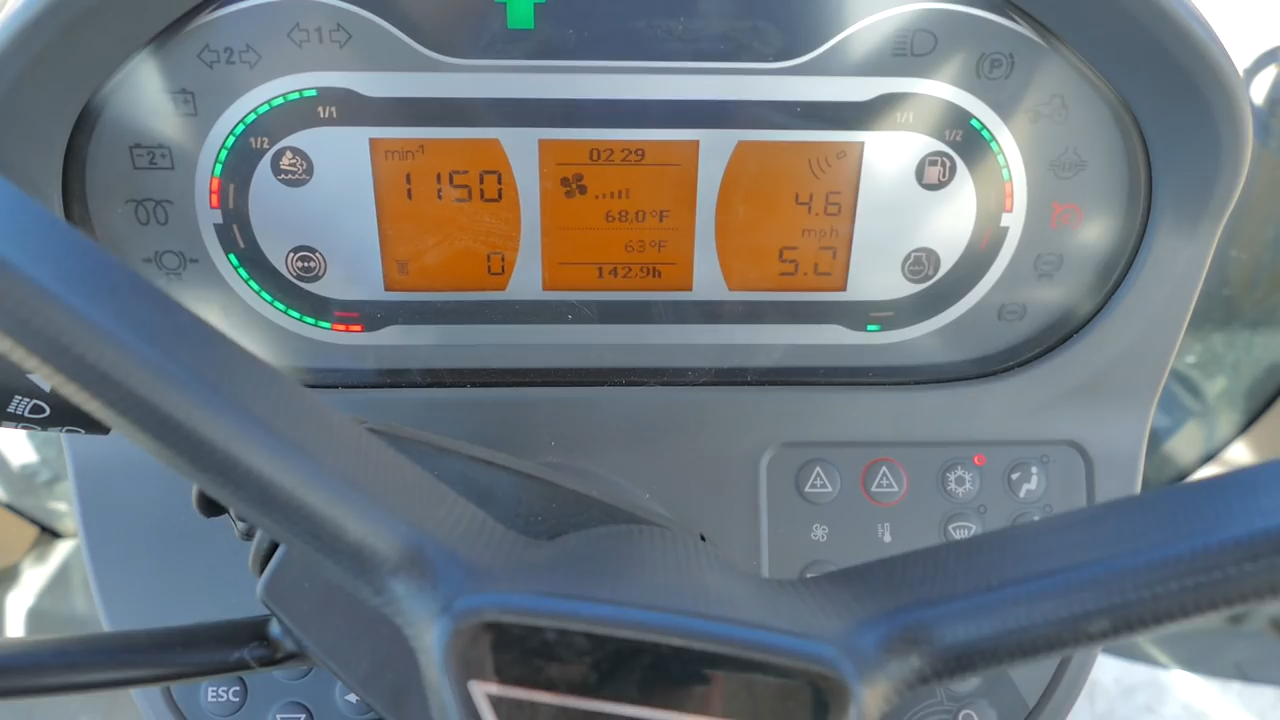 1
2
1/1
1/1
1/2
1/2
P
2
min-1
1150
0
02 29
68,0°F
63°F
142,9h
4.6
mph
5.0
ESC